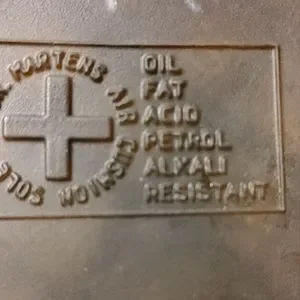 MARTENS AIR CUSHION SOLE
OIL
FAT
ACID
PETROL
ALKALI
RESISTANT